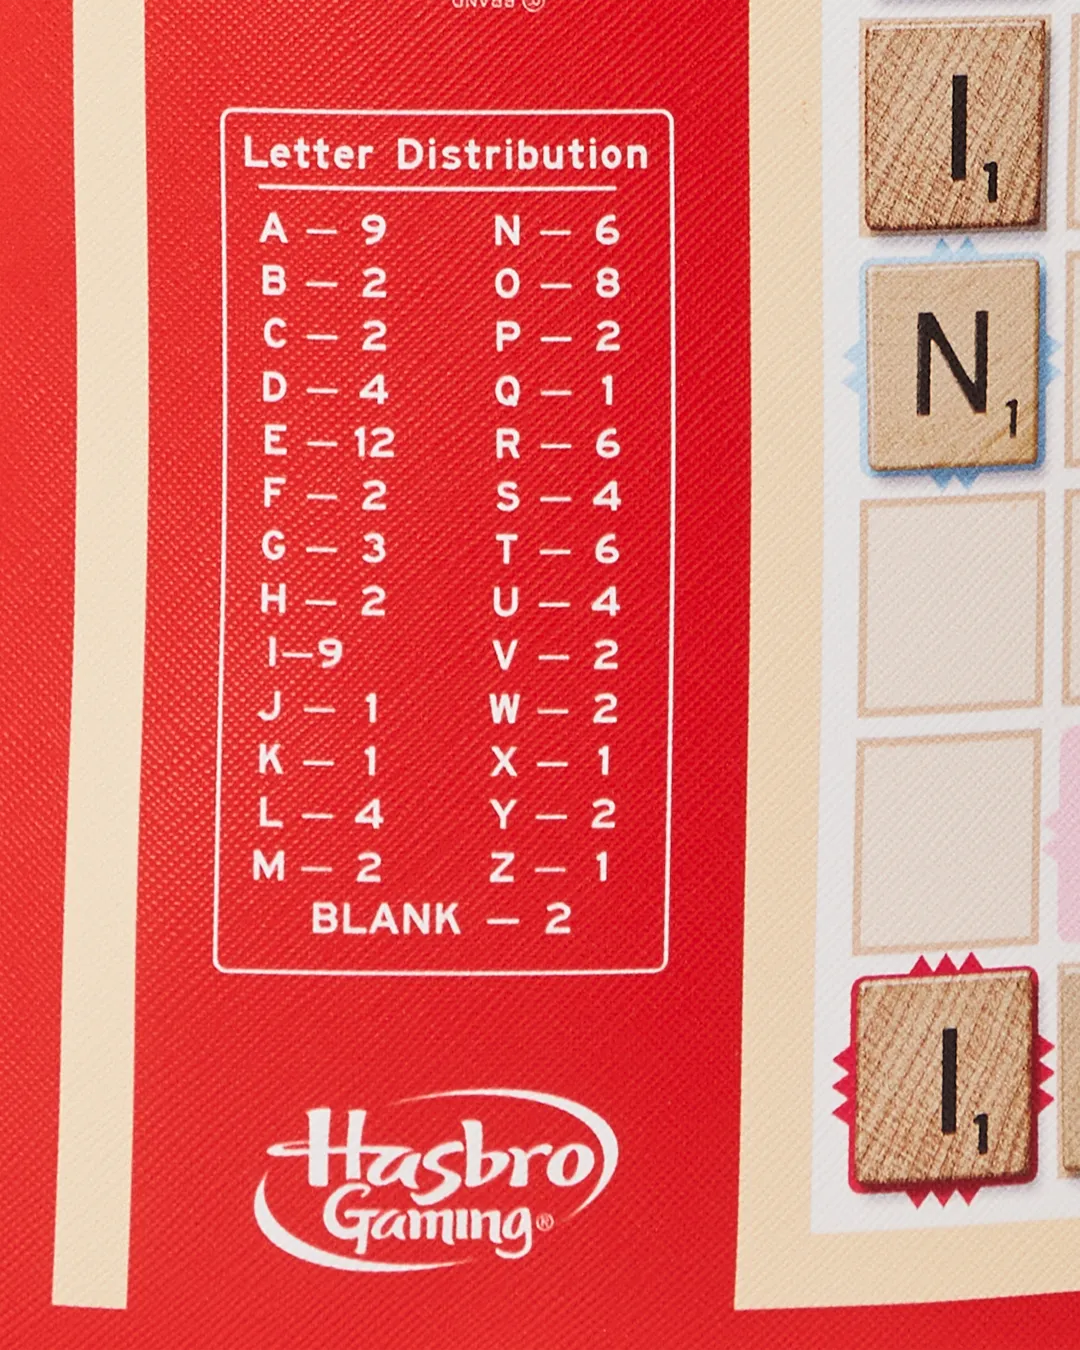 ® BRAND
Letter Distribution
A — 9 N — 6
B — 2 O — 8
C — 2 P — 2
D — 4 Q — 1
E — 12 R — 6
F — 2 S — 4
G — 3 T — 6
H — 2 U — 4
I—9 V — 2
J — 1 W — 2
K — 1 X — 1
L — 4 Y — 2
M — 2 Z — 1
BLANK — 2
Hasbro
Gaming®
I1
N1
I1